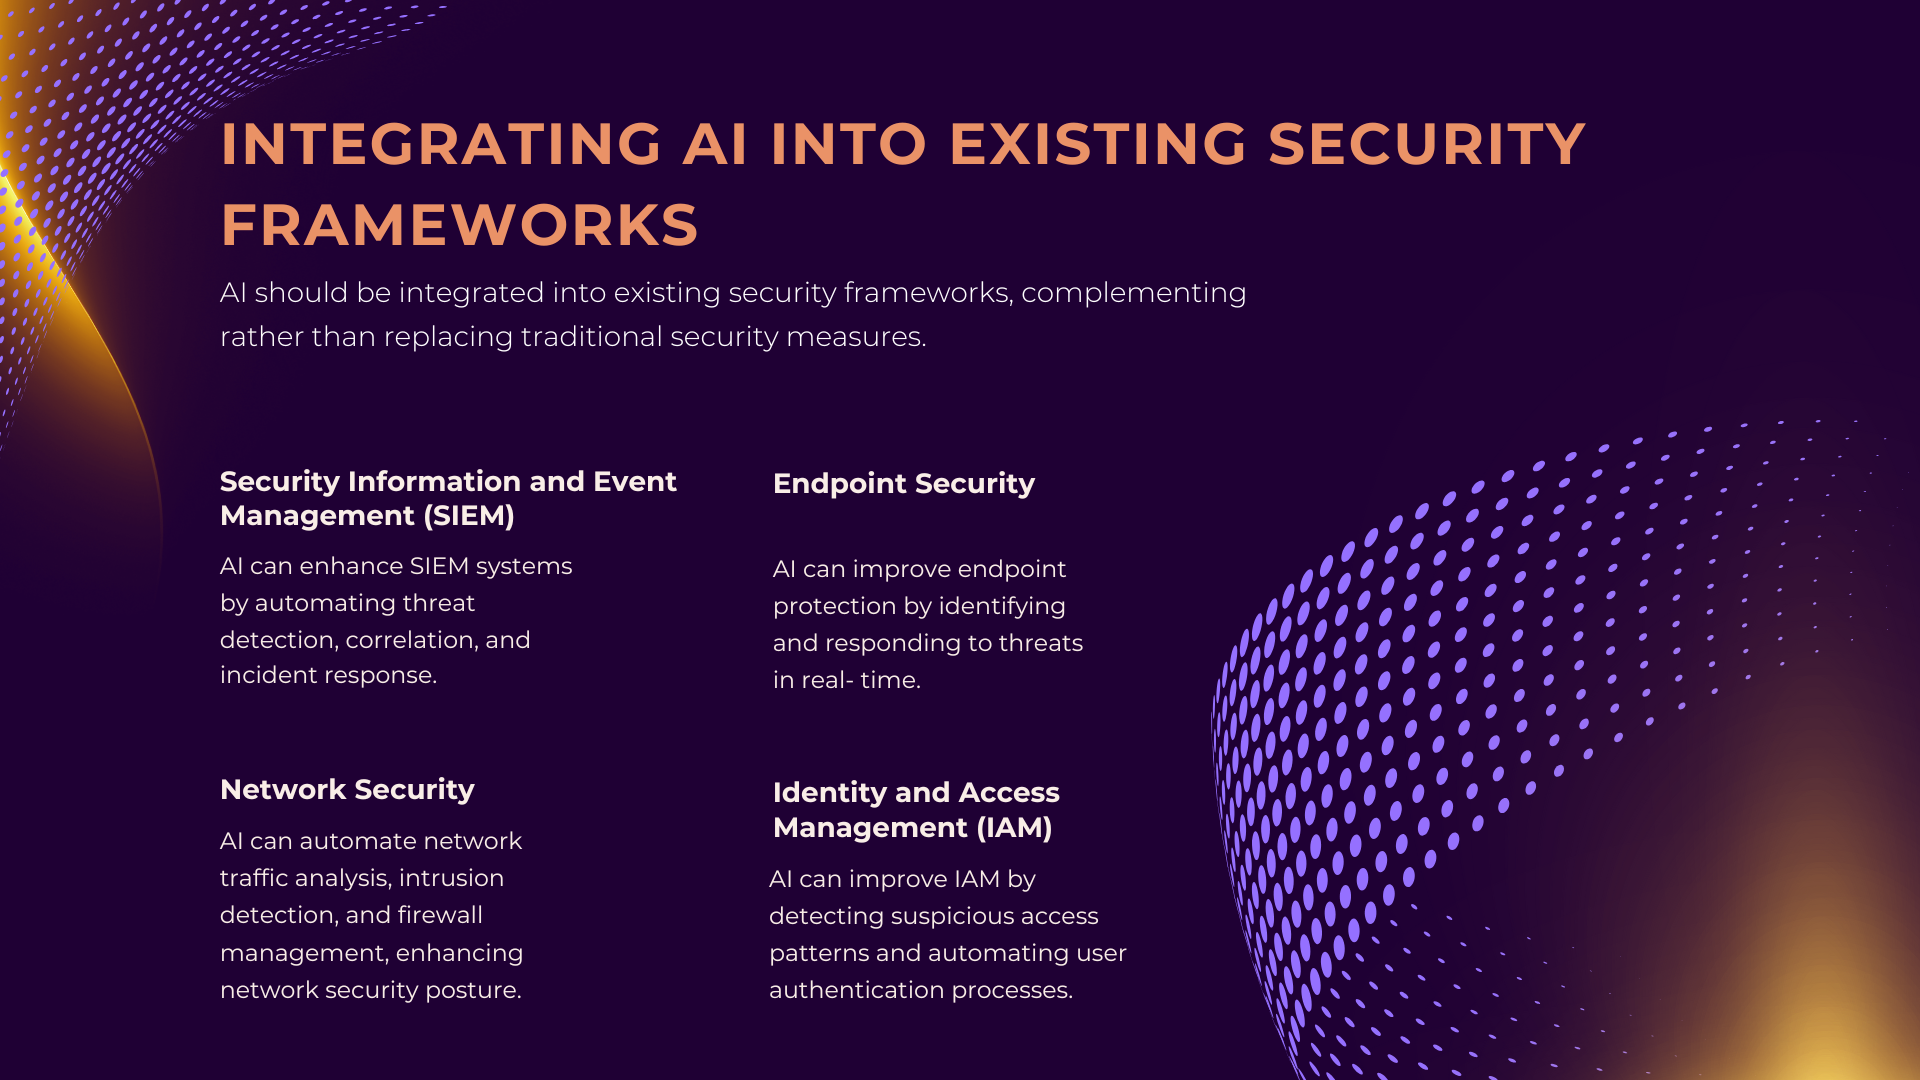 INTEGRATING AI INTO EXISTING SECURITY
FRAMEWORKS
AI should be integrated into existing security frameworks, complementing
rather than replacing traditional security measures.
Security Information and Event
Management (SIEM)
AI can enhance SIEM systems
by automating threat
detection, correlation, and
incident response.
Endpoint Security
AI can improve endpoint
protection by identifying
and responding to threats
in real- time.
Network Security
AI can automate network
traffic analysis, intrusion
detection, and firewall
management, enhancing
network security posture.
Identity and Access
Management (IAM)
AI can improve IAM by
detecting suspicious access
patterns and automating user
authentication processes.